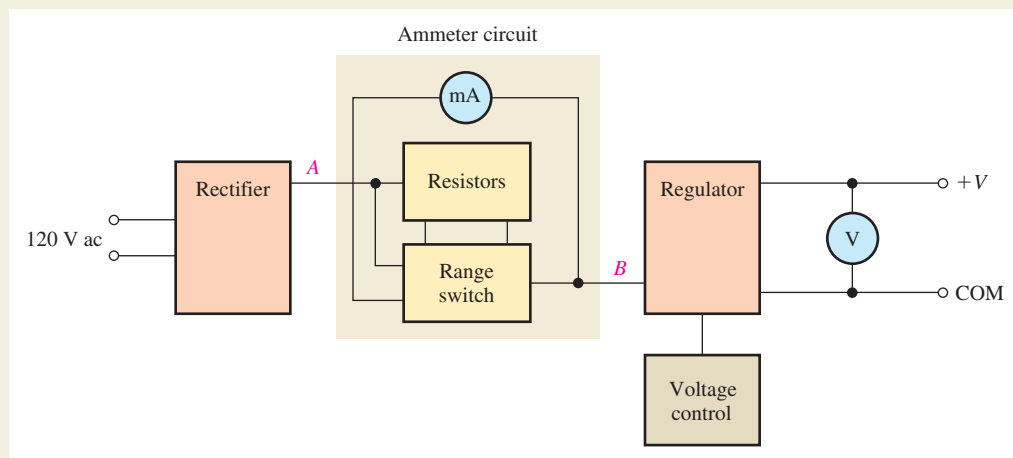 Ammeter circuit
mA
A
Rectifier
Resistors
Regulator
+V
120 V ac
V
Range
switch
B
COM
Voltage
control